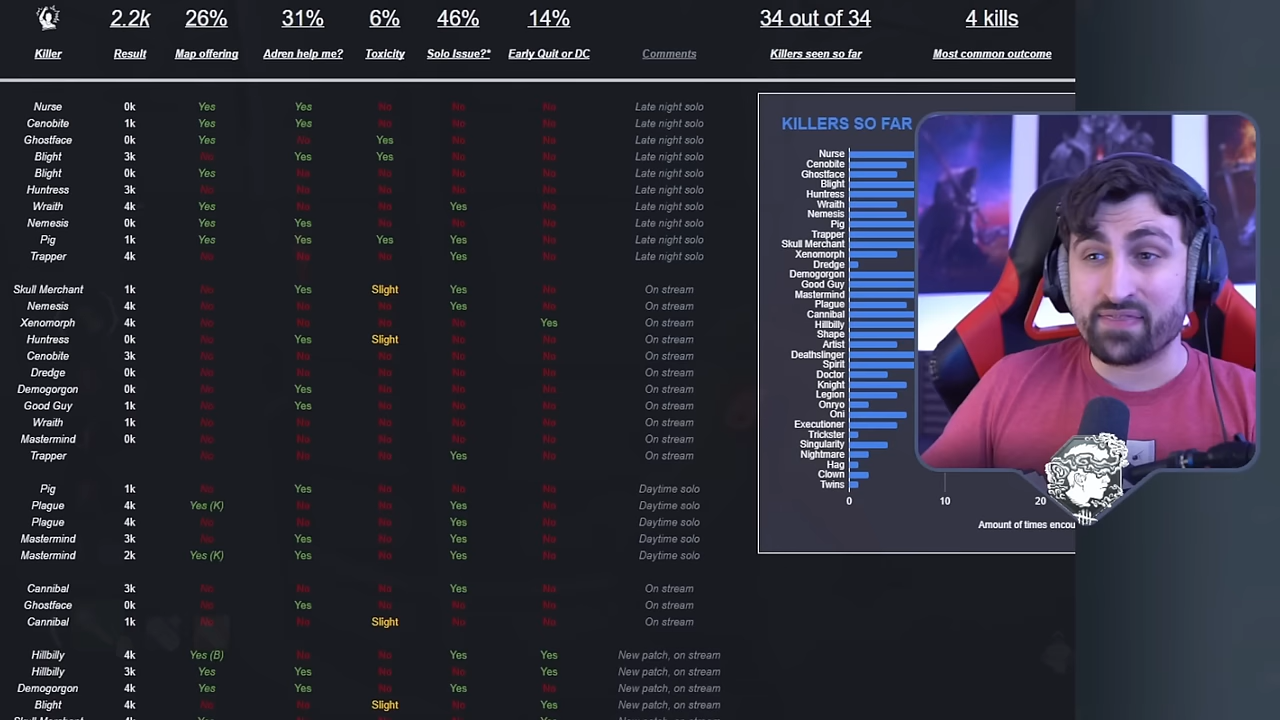 2.2k 26% 31% 6% 46% 14% 34 out of 34 4 kills
Killer Result Map offering Adren help me? Toxicity Solo Issue?* Early Quit or DC Comments Killers seen so far Most common outcome
Nurse 0k Yes Yes No No No Late night solo
Cenobite 1k Yes Yes No No No Late night solo
Ghostface 0k Yes No Yes No No Late night solo
Blight 3k No Yes Yes No No Late night solo
Blight 0k Yes No No No No Late night solo
Huntress 3k No No No No No Late night solo
Wraith 4k Yes No No Yes No Late night solo
Nemesis 0k Yes Yes No No No Late night solo
Pig 1k Yes Yes Yes Yes No Late night solo
Trapper 4k No No No Yes No Late night solo
Skull Merchant 1k No Yes Slight No No On stream
Nemesis 4k No No No Yes No On stream
Xenomorph 4k No No No No Yes On stream
Huntress 0k No Yes Slight No No On stream
Cenobite 3k No No No No No On stream
Dredge 0k No No No No No On stream
Demogorgon 0k No Yes No No No On stream
Good Guy 1k No Yes No No No On stream
Wraith 1k No No No No No On stream
Mastermind 0k No No No No No On stream
Trapper 4k No No No Yes No On stream
Pig 1k No Yes No No No Daytime solo
Plague 4k Yes (K) No No Yes No Daytime solo
Plague 4k No No No Yes No Daytime solo
Mastermind 3k No Yes No Yes No Daytime solo
Mastermind 2k Yes (K) Yes No Yes No Daytime solo
Cannibal 3k No No No Yes No On stream
Ghostface 0k No Yes No No No On stream
Cannibal 1k No No Slight No No On stream
Hillbilly 4k Yes (B) No No Yes Yes New patch, on stream
Hillbilly 3k Yes Yes No No Yes New patch, on stream
Demogorgon 4k Yes Yes No Yes No New patch, on stream
Blight 4k No No Slight No Yes New patch, on stream
KILLERS SO FAR
Nurse
Cenobite
Ghostface
Blight
Huntress
Wraith
Nemesis
Pig
Trapper
Skull Merchant
Xenomorph
Dredge
Demogorgon
Good Guy
Mastermind
Plague
Cannibal
Hillbilly
Shape
Artist
Deathslinger
Spirit
Doctor
Knight
Legion
Onryo
Oni
Executioner
Trickster
Singularity
Nightmare
Hag
Clown
Twins
0 10 20
Amount of times encou